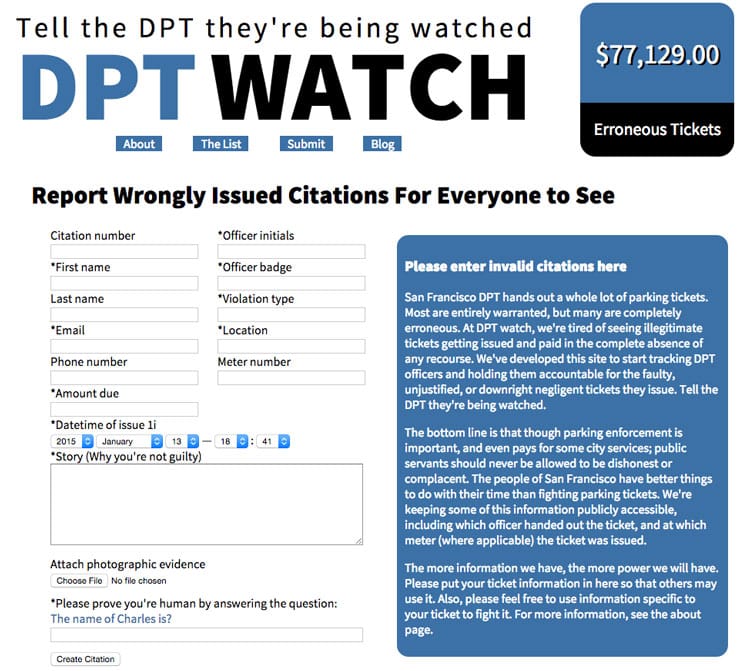 Tell the DPT they're being watched
DPT WATCH
$77,129.00
Erroneous Tickets
About The List Submit Blog
Report Wrongly Issued Citations For Everyone to See
Citation number
*First name
Last name
*Email
Phone number
*Amount due
*Officer initials
*Officer badge
*Violation type
*Location
Meter number
*Datetime of issue 1i
2015 January 13 — 18 : 41
*Story (Why you're not guilty)
Attach photographic evidence
Choose File No file chosen
*Please prove you're human by answering the question:
The name of Charles is?
Create Citation
Please enter invalid citations here
San Francisco DPT hands out a whole lot of parking tickets.
Most are entirely warranted, but many are completely
erroneous. At DPT watch, we're tired of seeing illegitimate
tickets getting issued and paid in the complete absence of
any recourse. We've developed this site to start tracking DPT
officers and holding them accountable for the faulty,
unjustified, or downright negligent tickets they issue. Tell the
DPT they're being watched.
The bottom line is that though parking enforcement is
important, and even pays for some city services; public
servants should never be allowed to be dishonest or
complacent. The people of San Francisco have better things
to do with their time than fighting parking tickets. We're
keeping some of this information publicly accessible,
including which officer handed out the ticket, and at which
meter (where applicable) the ticket was issued.
The more information we have, the more power we will have.
Please put your ticket information in here so that others may
use it. Also, please feel free to use information specific to
your ticket to fight it. For more information, see the about
page.